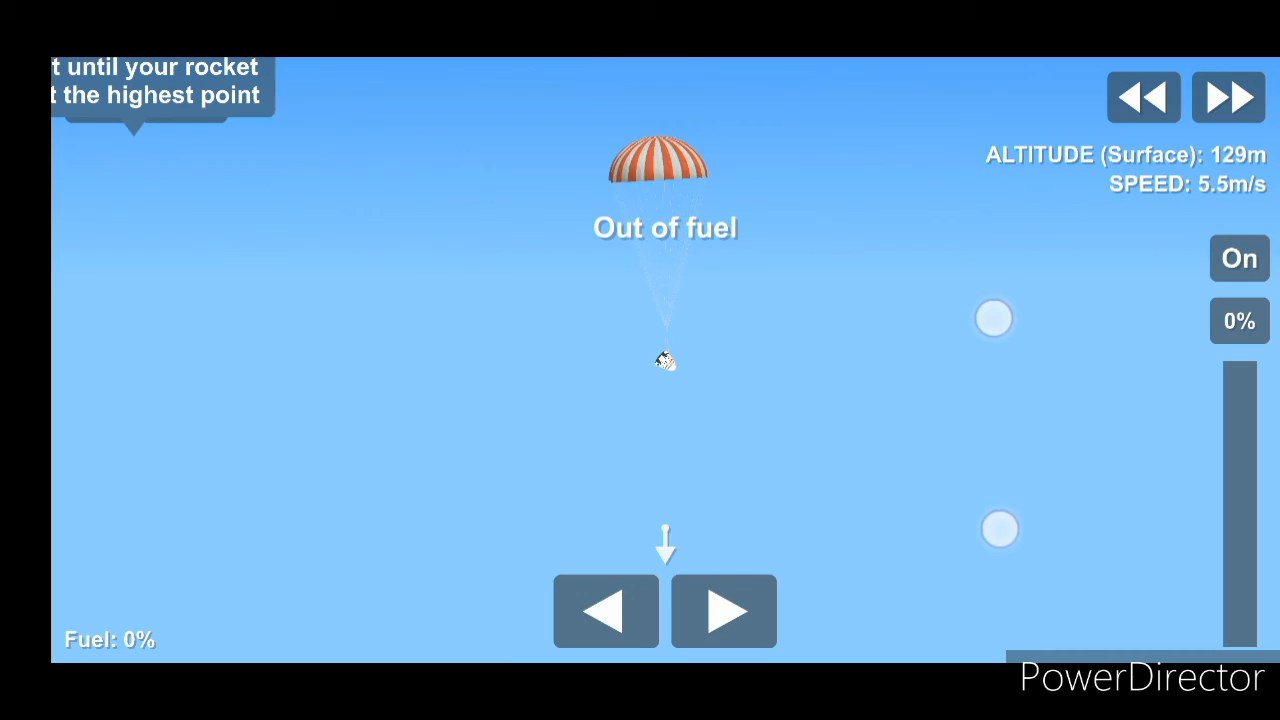 t until your rocket
t the highest point
ALTITUDE (Surface): 129m
SPEED: 5.5m/s
Out of fuel
On
0%
Fuel: 0%
PowerDirector